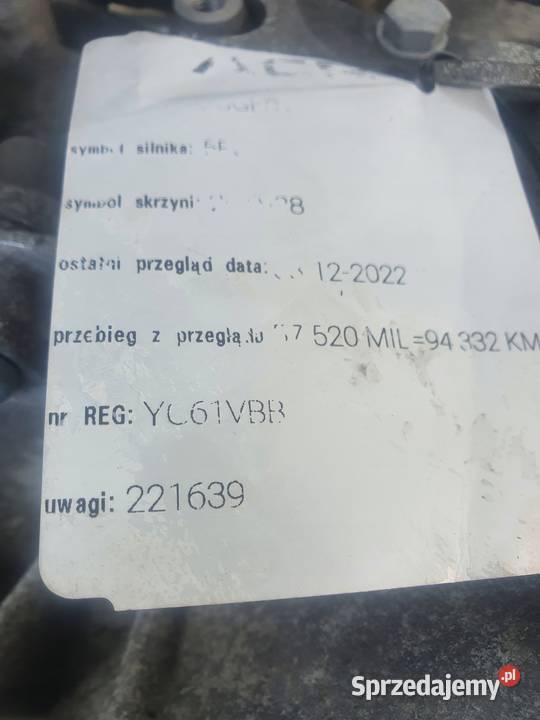 symbol silnika:
symbol skrzyni
ostatni przegląd data: 12-2022
przebieg z przeglądu 520 MIL=94 332 KM
nr REG: YC61VBB
uwagi: 221639
Sprzedajemy.pl